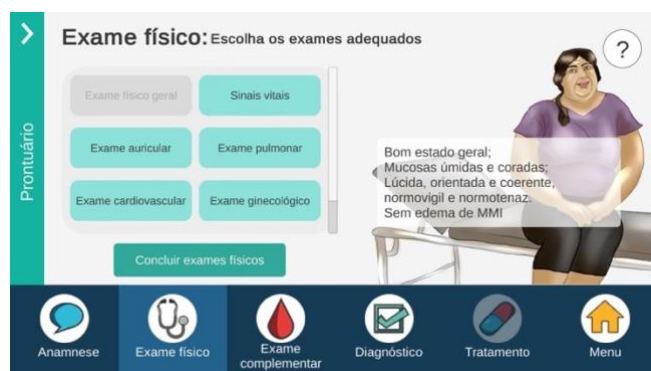 Exame físico: Escolha os exames adequados
?
Prontuário
Exame físico geral
Sinais vitais
Exame auricular
Exame pulmonar
Exame cardiovascular
Exame ginecológico
Concluir exames físicos
Bom estado geral;
Mucosas úmidas e coradas;
Lúcida, orientada e coerente,
normovigil e normotenaz.
Sem edema de MMI
Anamnese
Exame físico
Exame
complementar
Diagnóstico
Tratamento
Menu